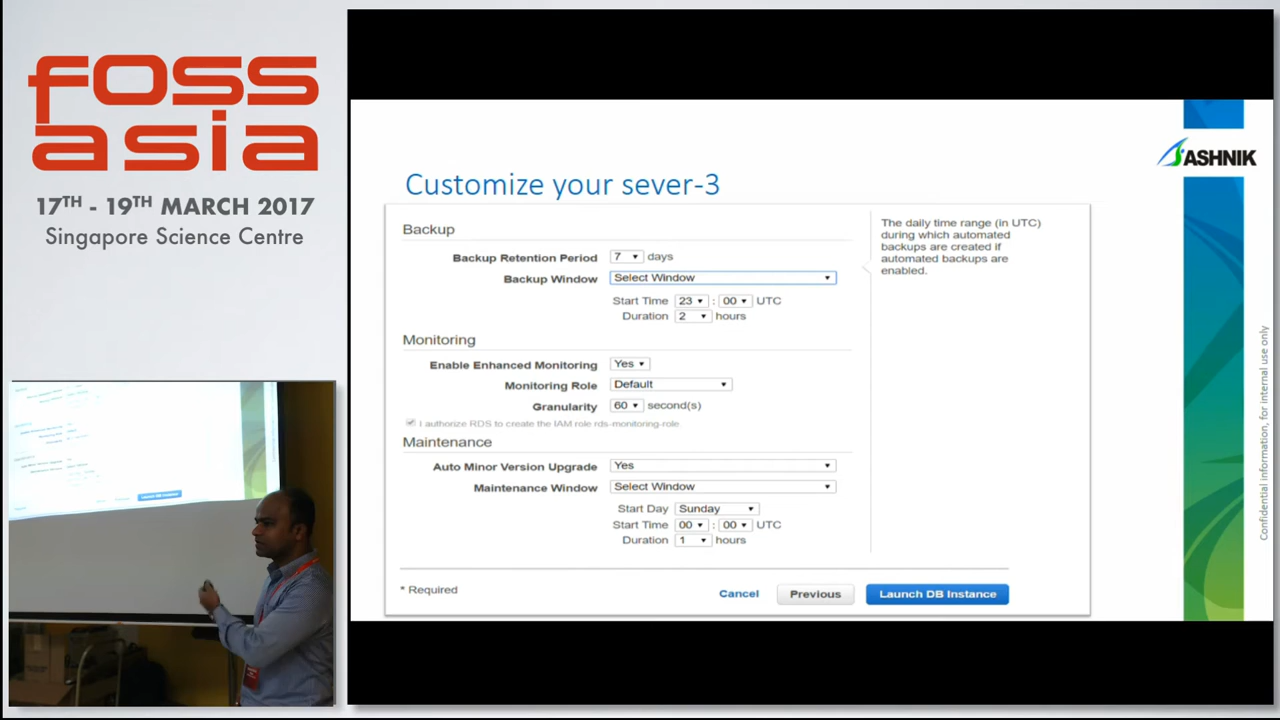 foss
asia
17TH - 19TH MARCH 2017
Singapore Science Centre
ASHNIK
Customize your sever-3
Backup
Backup Retention Period 7 days
Backup Window Select Window
Start Time 23 : 00 UTC
Duration 2 hours
The daily time range (in UTC)
during which automated
backups are created if
automated backups are
enabled.
Monitoring
Enable Enhanced Monitoring Yes
Monitoring Role Default
Granularity 60 second(s)
I authorize RDS to create the IAM role rds-monitoring-role.
Maintenance
Auto Minor Version Upgrade Yes
Maintenance Window Select Window
Start Day Sunday
Start Time 00 : 00 UTC
Duration 1 hours
* Required
Cancel Previous Launch DB Instance
Confidential information, for internal use only
Launch DB Instance